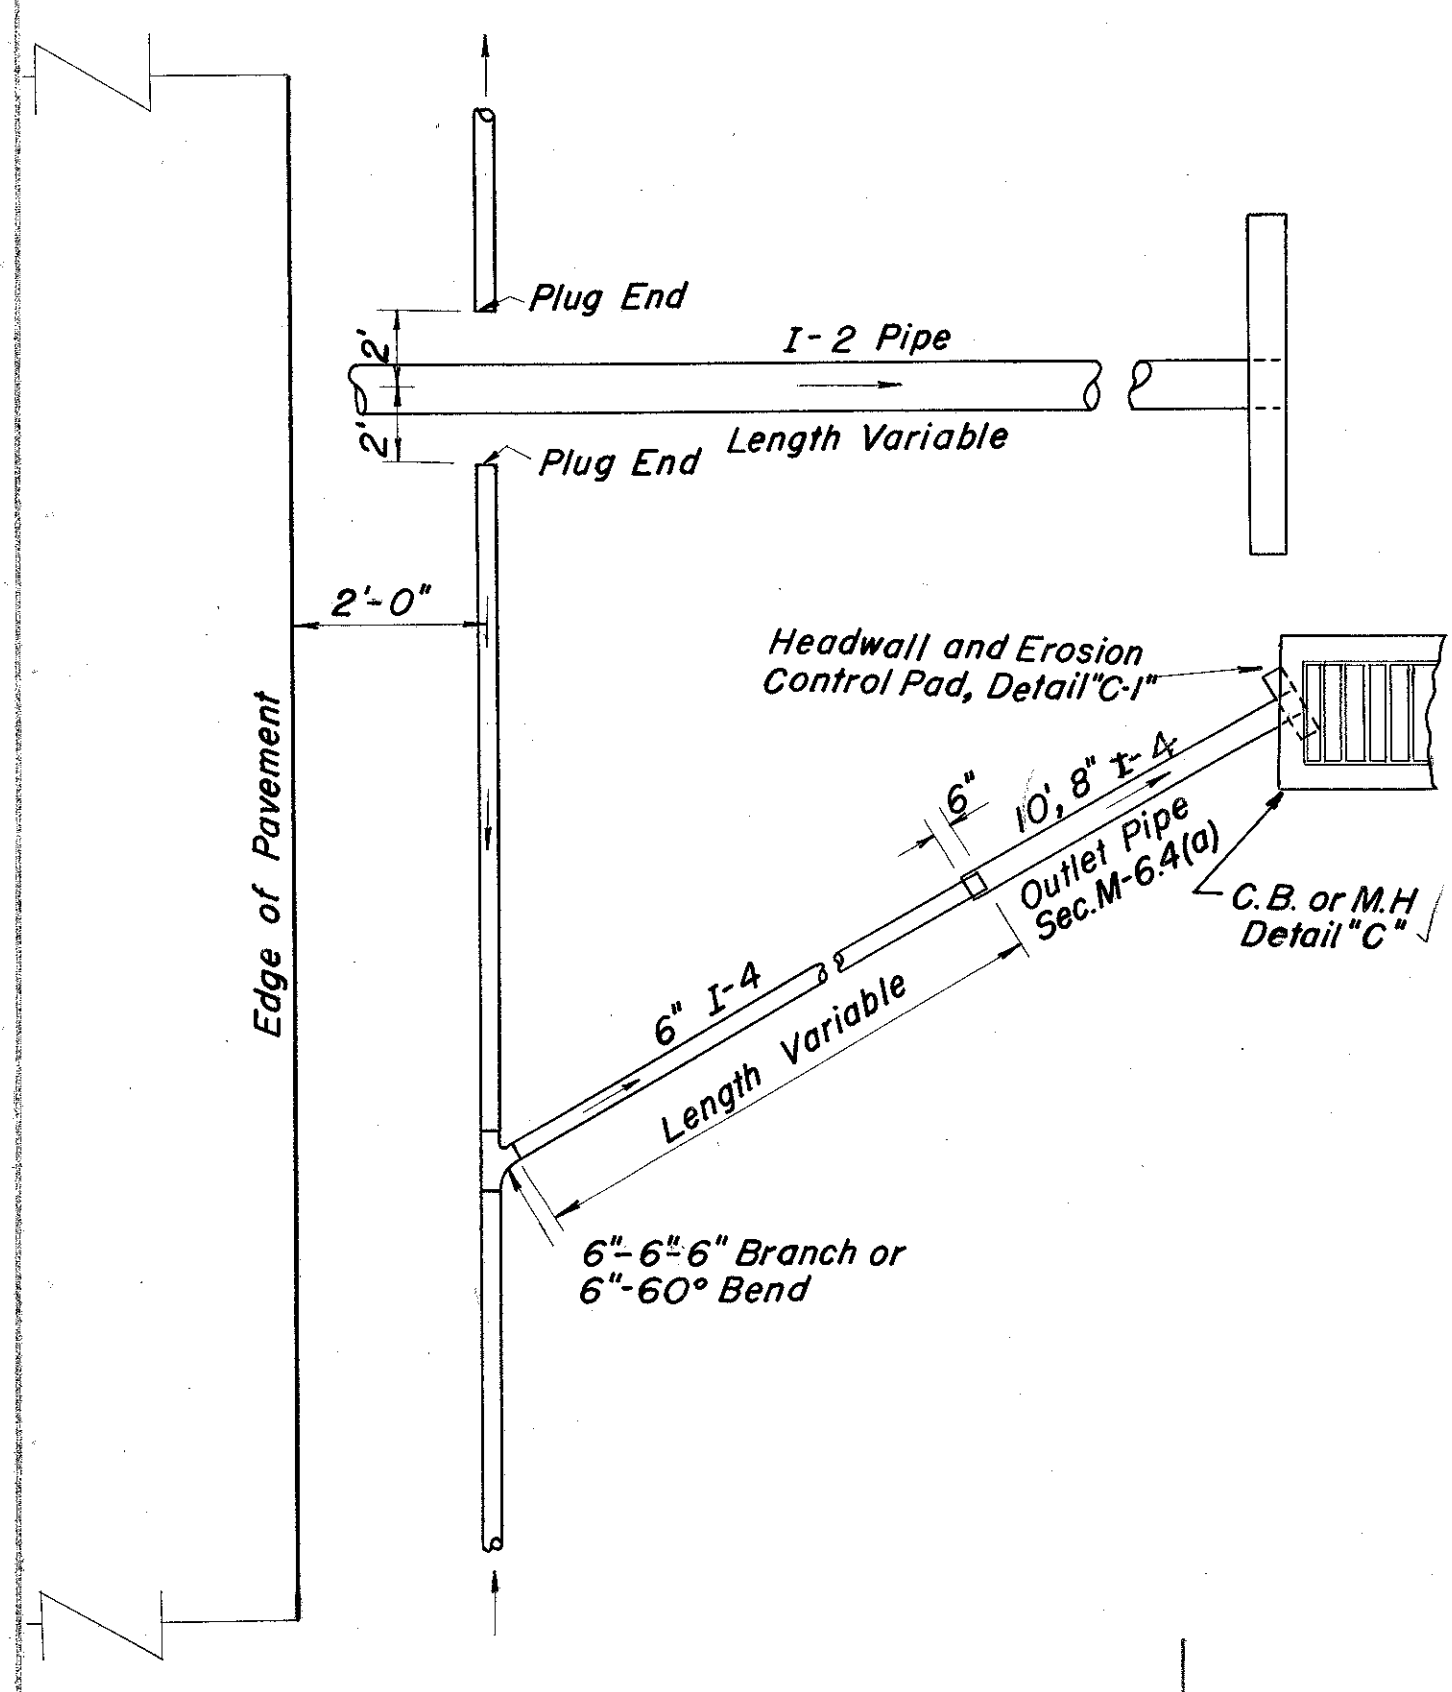 Plug End
2'
I-2 Pipe
2'
Length Variable
Plug End
2'-0"
Headwall and Erosion
Control Pad, Detail "C-1"
Edge of Pavement
6"
10', 8" I-4
Outlet Pipe
Sec. M-6.4(a)
C.B. or M.H
Detail "C"
6" I-4
Length Variable
6"-6"-6" Branch or
6"-60° Bend